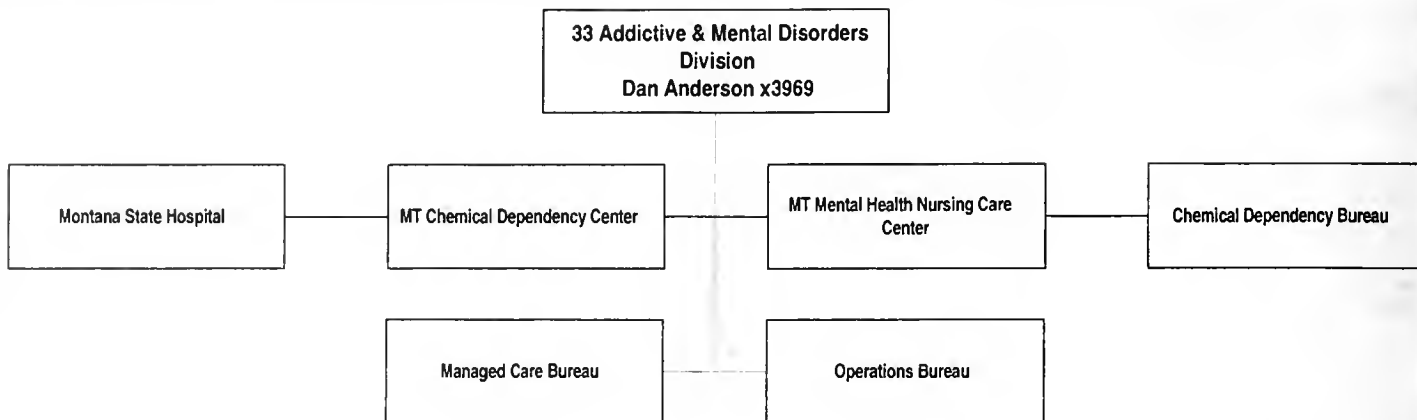 33 Addictive & Mental Disorders
Division
Dan Anderson x3969
Montana State Hospital
MT Chemical Dependency Center
MT Mental Health Nursing Care
Center
Chemical Dependency Bureau
Managed Care Bureau
Operations Bureau